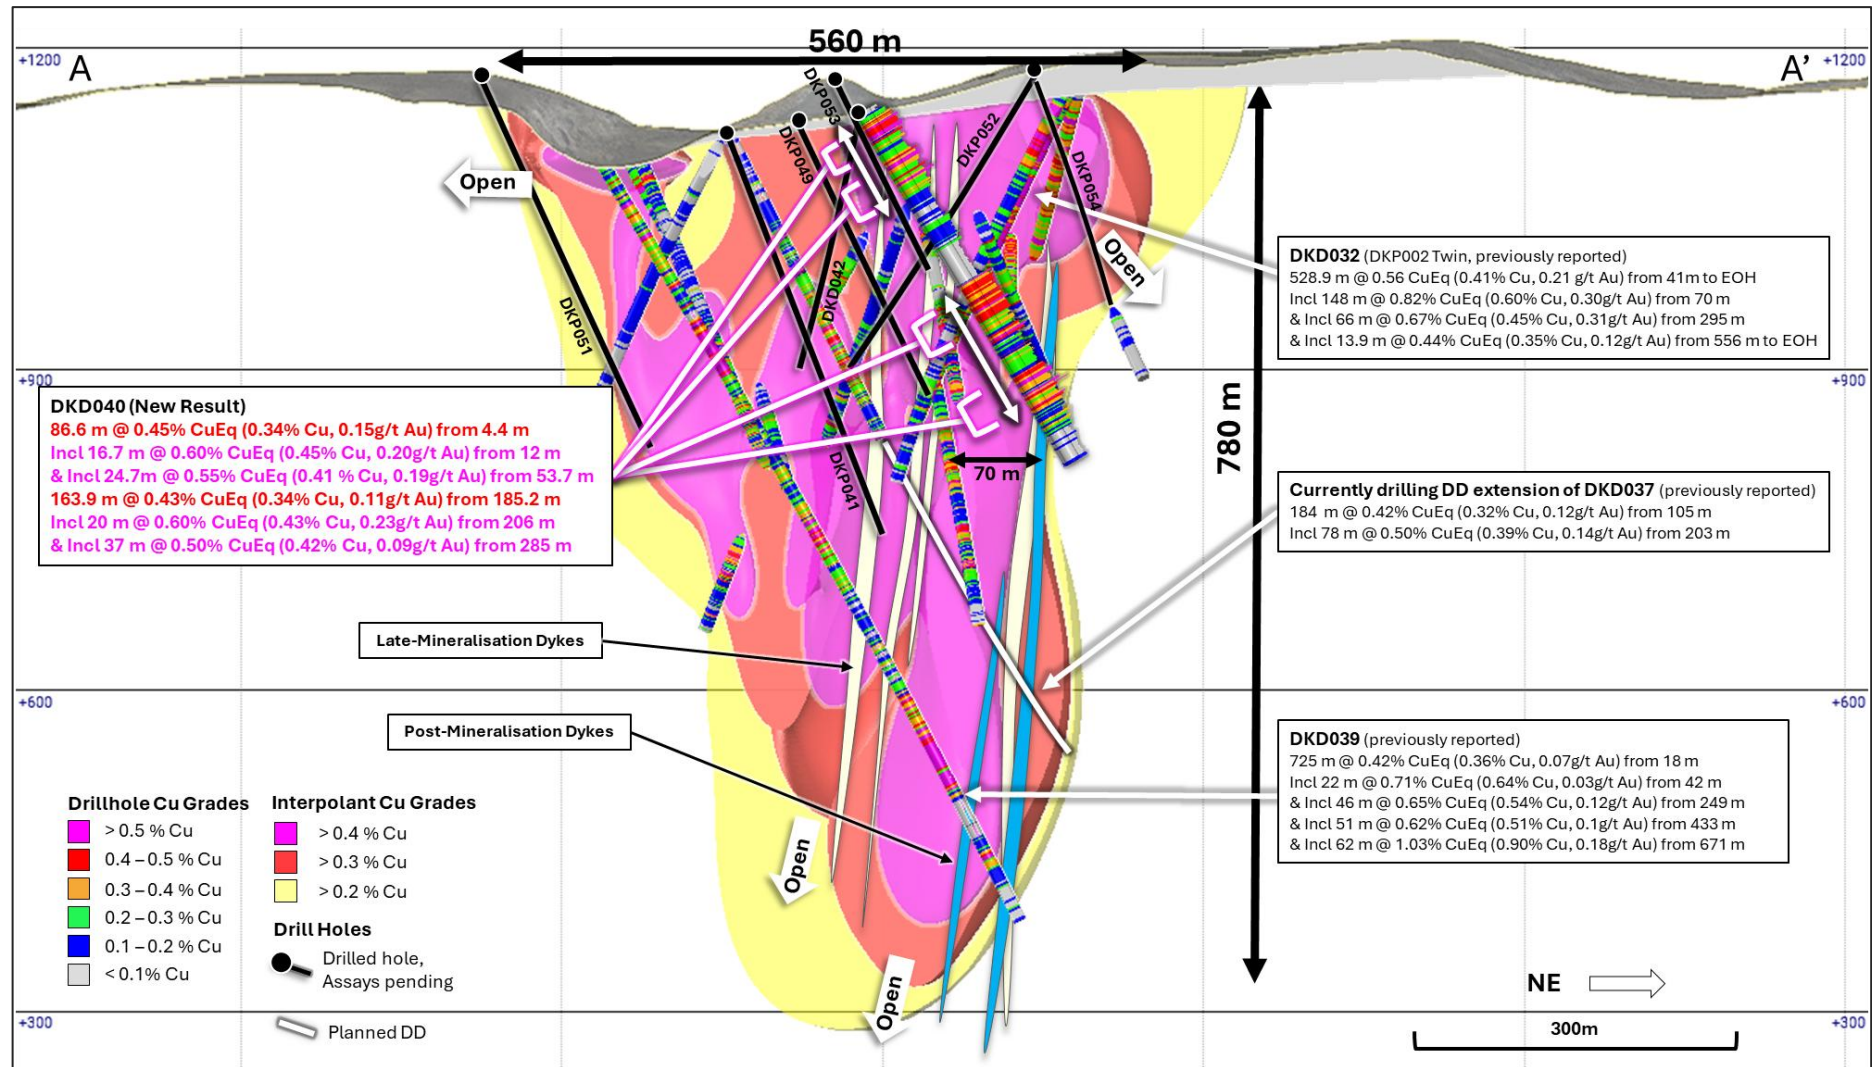 560 m
+1200
A
A'
+1200
DKP053
DKP049
DKP052
DKP054
Open
Open
DKD042
DKP051
DKP041
DKD032 (DKP002 Twin, previously reported)
528.9 m @ 0.56 CuEq (0.41% Cu, 0.21 g/t Au) from 41m to EOH
Incl 148 m @ 0.82% CuEq (0.60% Cu, 0.30g/t Au) from 70 m
& Incl 66 m @ 0.67% CuEq (0.45% Cu, 0.31g/t Au) from 295 m
& Incl 13.9 m @ 0.44% CuEq (0.35% Cu, 0.12g/t Au) from 556 m to EOH
+900
+900
780 m
DKD040 (New Result)
86.6 m @ 0.45% CuEq (0.34% Cu, 0.15g/t Au) from 4.4 m
Incl 16.7 m @ 0.60% CuEq (0.45% Cu, 0.20g/t Au) from 12 m
& Incl 24.7m @ 0.55% CuEq (0.41 % Cu, 0.19g/t Au) from 53.7 m
163.9 m @ 0.43% CuEq (0.34% Cu, 0.11g/t Au) from 185.2 m
Incl 20 m @ 0.60% CuEq (0.43% Cu, 0.23g/t Au) from 206 m
& Incl 37 m @ 0.50% CuEq (0.42% Cu, 0.09g/t Au) from 285 m
70 m
Currently drilling DD extension of DKD037 (previously reported)
184 m @ 0.42% CuEq (0.32% Cu, 0.12g/t Au) from 105 m
Incl 78 m @ 0.50% CuEq (0.39% Cu, 0.14g/t Au) from 203 m
Late-Mineralisation Dykes
+600
+600
Post-Mineralisation Dykes
DKD039 (previously reported)
725 m @ 0.42% CuEq (0.36% Cu, 0.07g/t Au) from 18 m
Incl 22 m @ 0.71% CuEq (0.64% Cu, 0.03g/t Au) from 42 m
& Incl 46 m @ 0.65% CuEq (0.54% Cu, 0.12g/t Au) from 249 m
& Incl 51 m @ 0.62% CuEq (0.51% Cu, 0.1g/t Au) from 433 m
& Incl 62 m @ 1.03% CuEq (0.90% Cu, 0.18g/t Au) from 671 m
Drillhole Cu Grades
> 0.5 % Cu
0.4 – 0.5 % Cu
0.3 – 0.4 % Cu
0.2 – 0.3 % Cu
0.1 – 0.2 % Cu
< 0.1% Cu
Interpolant Cu Grades
> 0.4 % Cu
> 0.3 % Cu
> 0.2 % Cu
Drill Holes
Drilled hole,
Assays pending
Planned DD
Open
Open
NE
+300
300m
+300